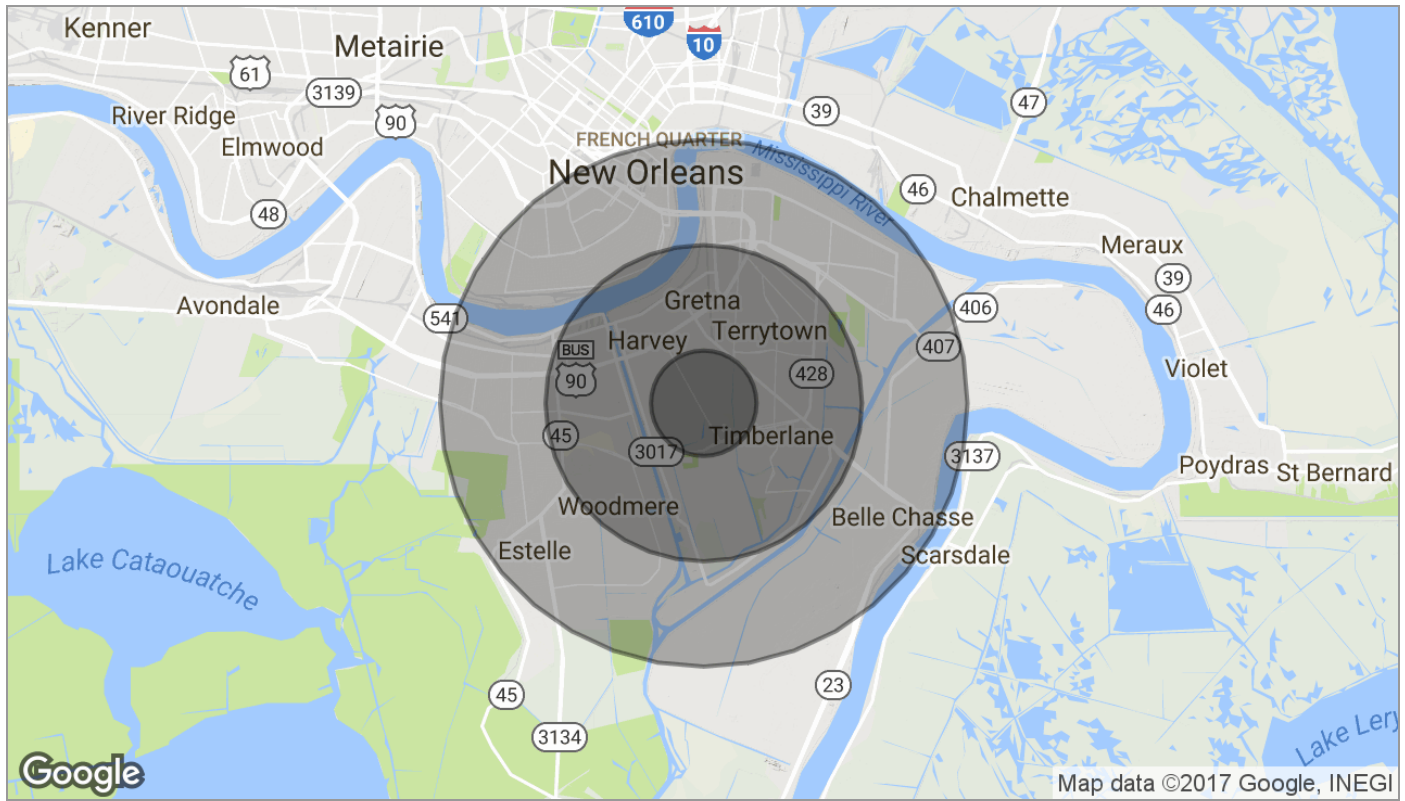 Kenner
Metairie
610
10
61
3139
90
39
47
River Ridge
Elmwood
FRENCH QUARTER
New Orleans
Mississippi River
48
46
Chalmette
Meraux
39
46
Avondale
541
Gretna
406
Harvey
Terrytown
407
BUS
90
428
Violet
45
Timberlane
3017
3137
Poydras
St Bernard
Woodmere
Belle Chasse
Estelle
Scarsdale
Lake Cataouatche
45
23
3134
Lake Lery
Google
Map data ©2017 Google, INEGI